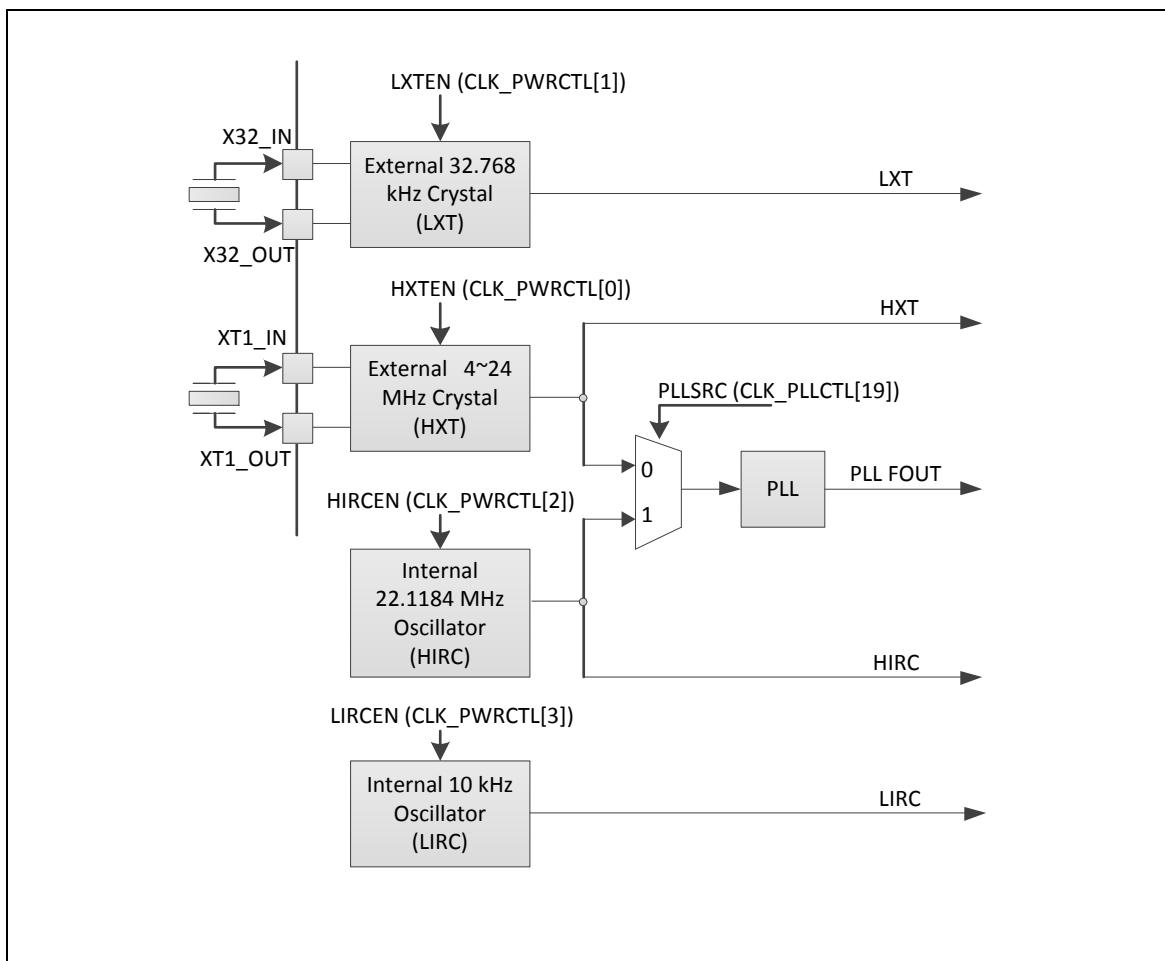 LXTEN (CLK_PWRCTL[1])
X32_IN
External 32.768
kHz Crystal
(LXT)
LXT
X32_OUT
HXTEN (CLK_PWRCTL[0])
HXT
XT1_IN
External 4~24
MHz Crystal
(HXT)
PLLSRC (CLK_PLLCTL[19])
XT1_OUT
0
PLL
PLL FOUT
HIRCEN (CLK_PWRCTL[2])
1
Internal
22.1184 MHz
Oscillator
(HIRC)
HIRC
LIRCEN (CLK_PWRCTL[3])
Internal 10 kHz
Oscillator
(LIRC)
LIRC